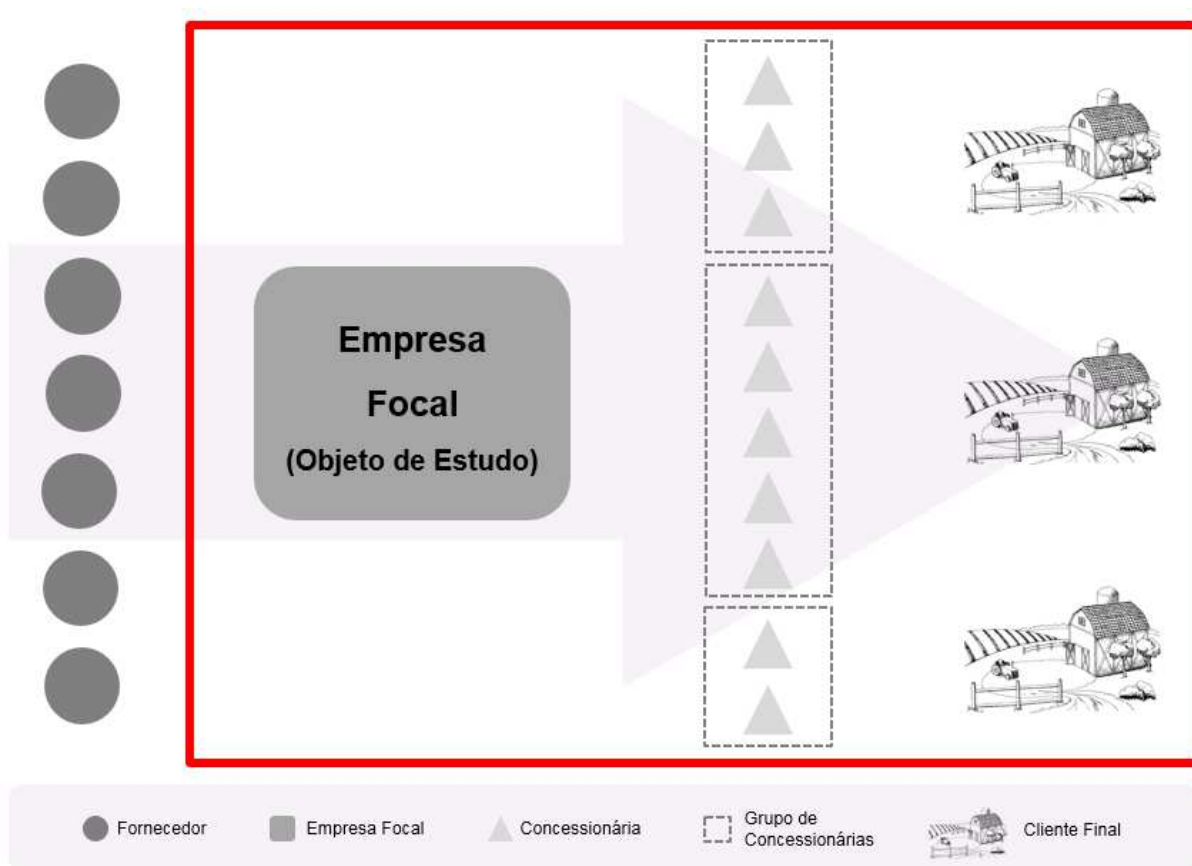 Empresa
Focal
(Objeto de Estudo)
Fornecedor
Empresa Focal
Concessionária
Grupo de
Concessionárias
Cliente Final